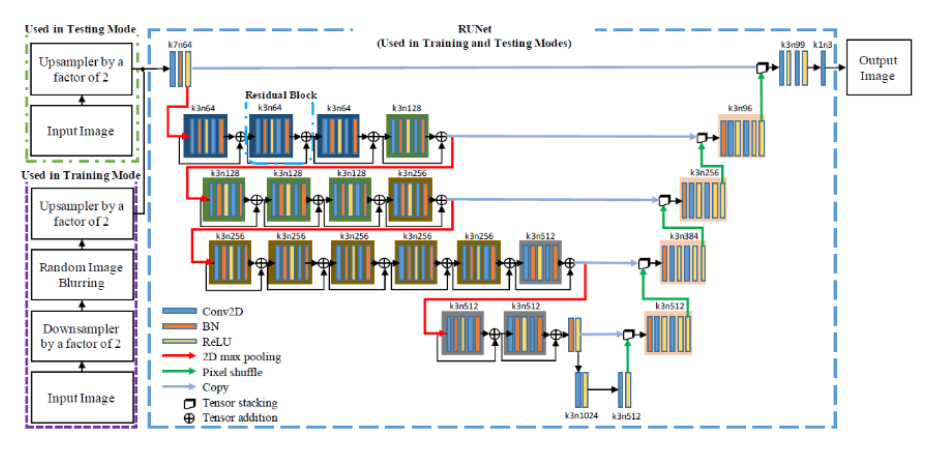 Used in Testing Mode
Upsampler by a
factor of 2
Input Image
Used in Training Mode
Upsampler by a
factor of 2
Random Image
Blurring
Downsampler
by a factor of 2
Input Image
RUNet
(Used in Training and Testing Modes)
k7n64
k3n99 k1n3
Output
Image
Residual Block
k3n64 k3n64 k3n64 k3n128
k3n96
k3n128 k3n128 k3n128 k3n256
k3n256
k3n256 k3n256 k3n256 k3n256 k3n256 k3n512
k3n384
k3n512 k3n512
k3n512
k3n1024 k3n512
Conv2D
BN
ReLU
2D max pooling
Pixel shuffle
Copy
Tensor stacking
Tensor addition